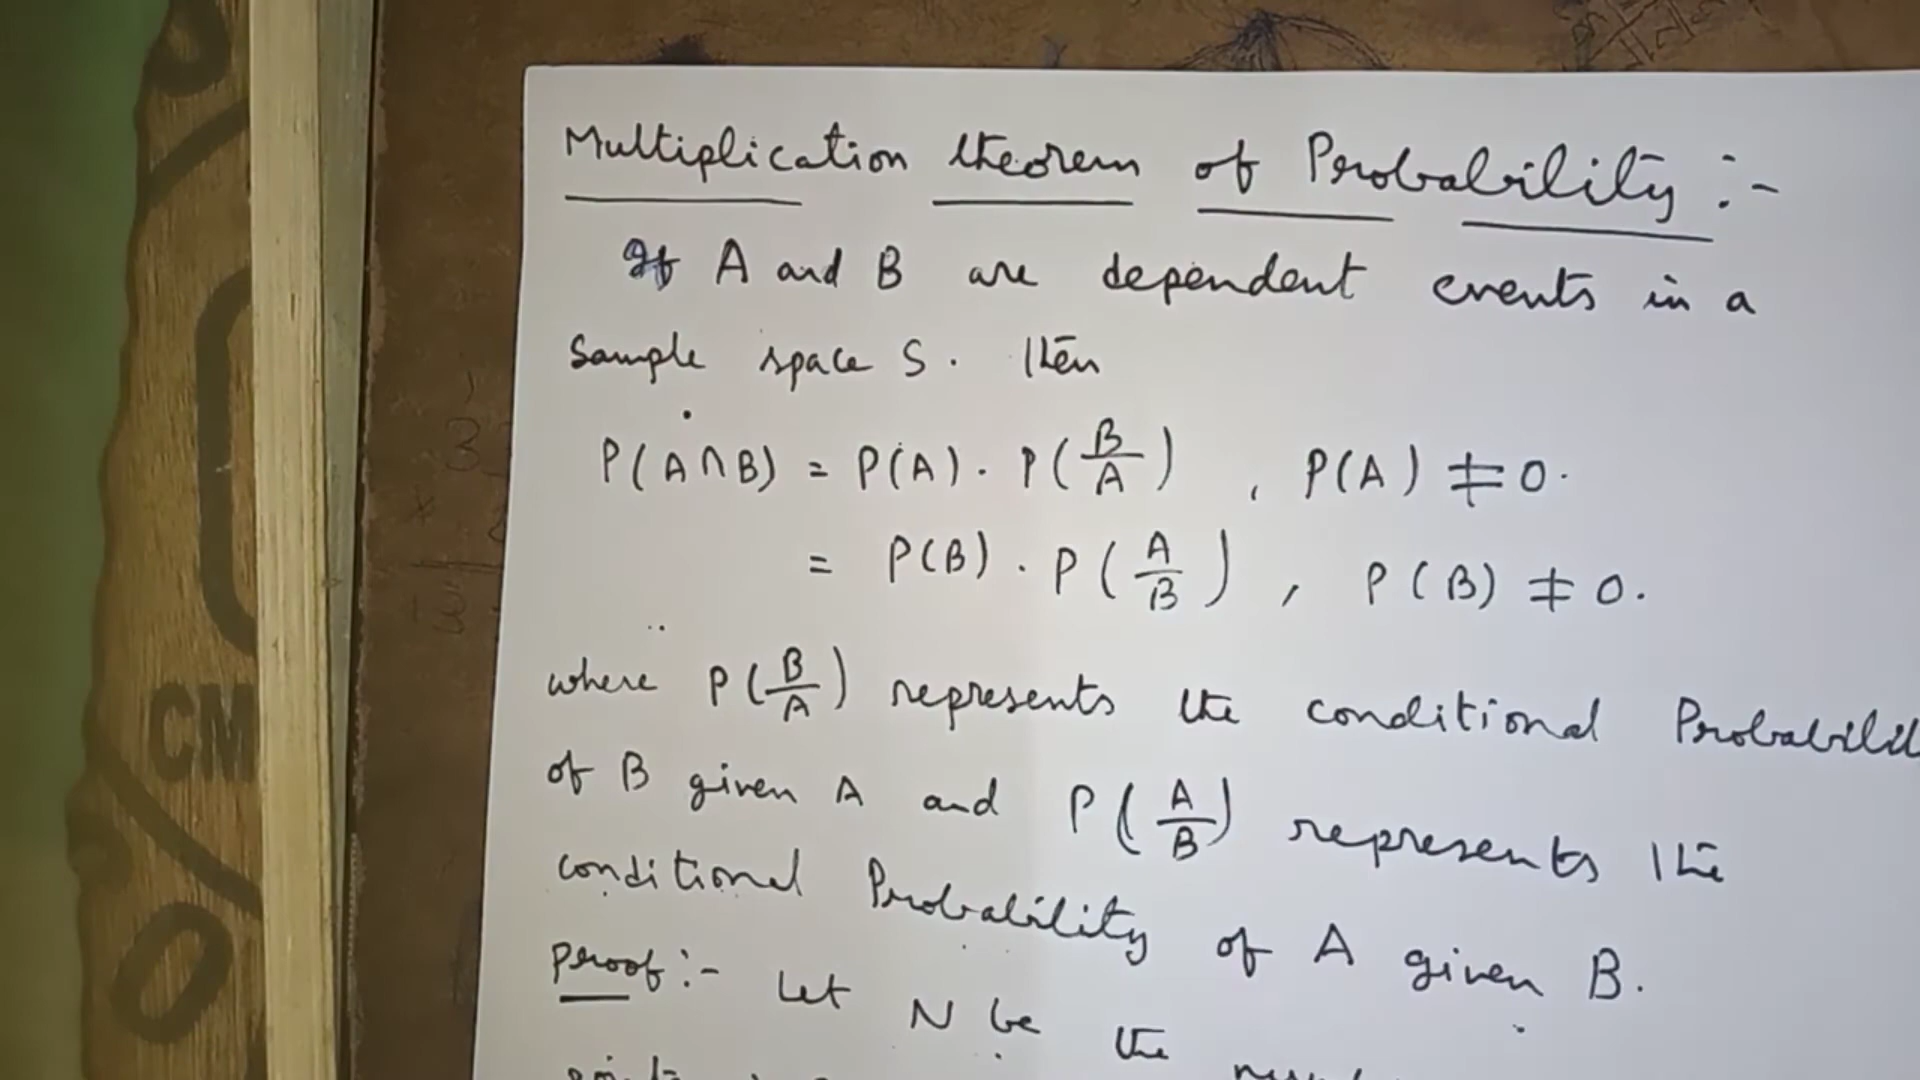 Multiplication theorem of Probability :-
If A and B are dependent events in a
Sample space S. Then
P(A∩B) = P(A). P(B/A) , P(A) ≠ 0.
= P(B). P(A/B) , P(B) ≠ 0.
where P(B/A) represents the conditional
of B given A and P(A/B) represents the
conditional Probability of A given B.
Proof :- Let N be the
CM